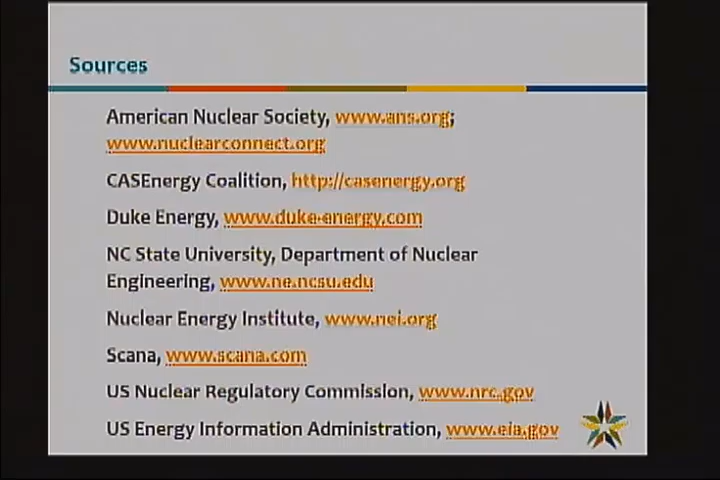 Sources
American Nuclear Society, www.ans.org;
www.nuclearconnect.org
CASEnergy Coalition, http://casenergy.org
Duke Energy, www.duke-energy.com
NC State University, Department of Nuclear
Engineering, www.ne.ncsu.edu
Nuclear Energy Institute, www.nei.org
Scana, www.scana.com
US Nuclear Regulatory Commission, www.nrc.gov
US Energy Information Administration, www.eia.gov